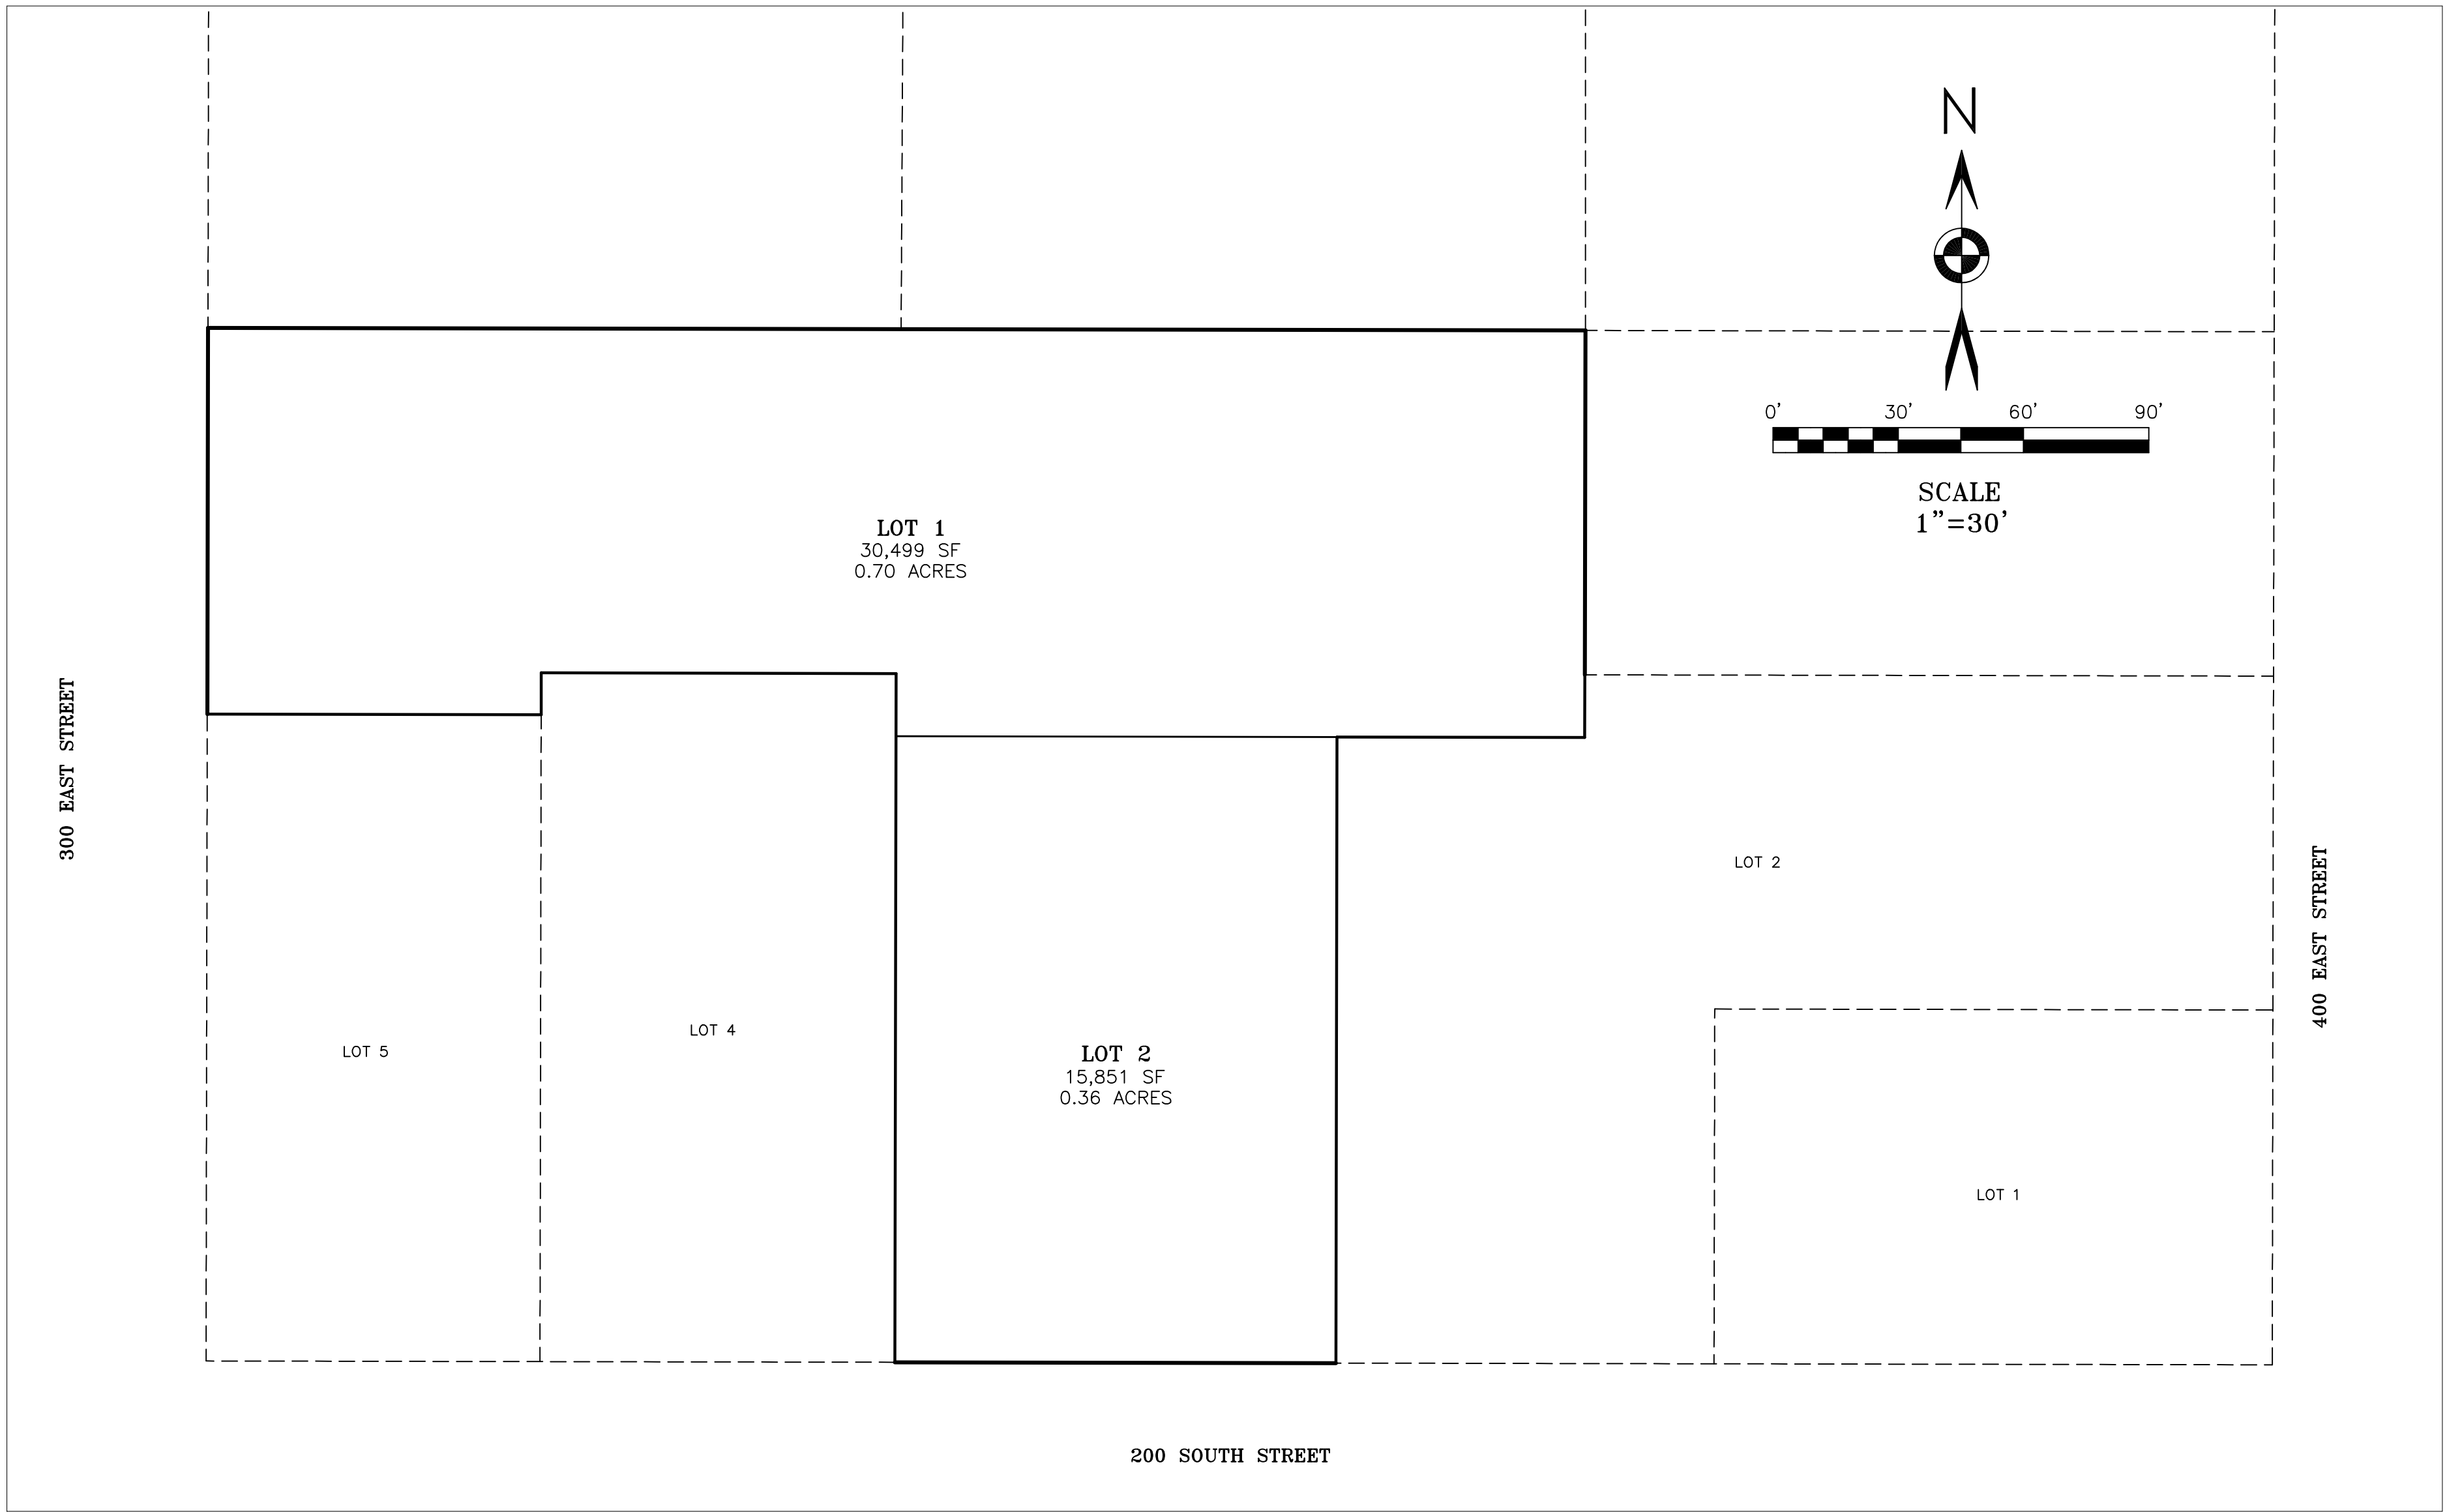 N
0' 30' 60' 90'
SCALE
1"=30'
LOT 1
30,499 SF
0.70 ACRES
300 EAST STREET
LOT 2
400 EAST STREET
LOT 5
LOT 4
LOT 2
15,851 SF
0.36 ACRES
LOT 1
200 SOUTH STREET